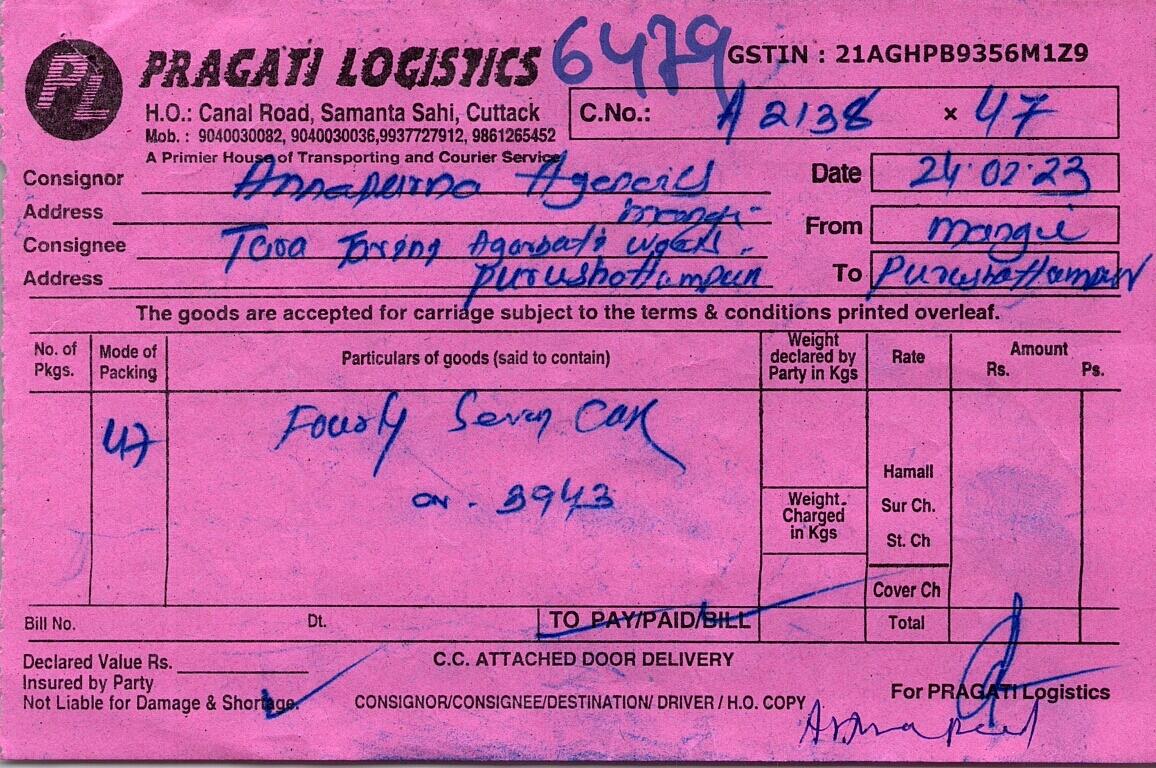 PL PRAGATI LOGISTICS 6479 GSTIN : 21AGHPB9356M1Z9
H.O.: Canal Road, Samanta Sahi, Cuttack
Mob. : 9040030082, 9040030036,9937727912, 9861265452
A Primier House of Transporting and Courier Service
C.No.: A 2138 x 47
Consignor Annapurna Agencies
Date 24.02.23
Address
From
Consignee Agarbati
Address Purushottampur
To Purushottampur
The goods are accepted for carriage subject to the terms & conditions printed overleaf.
No. of Pkgs. Mode of Packing Particulars of goods (said to contain) Weight declared by Party in Kgs Rate Amount Rs. Ps.
47 Fourty Seven
3943
Hamall
Weight. Charged in Kgs
Sur Ch.
St. Ch
Cover Ch
Bill No. Dt. TO PAY/PAID/BILL Total
Declared Value Rs. C.C. ATTACHED DOOR DELIVERY
Insured by Party
Not Liable for Damage & Shortage. CONSIGNOR/CONSIGNEE/DESTINATION/ DRIVER / H.O. COPY
For PRAGATI Logistics